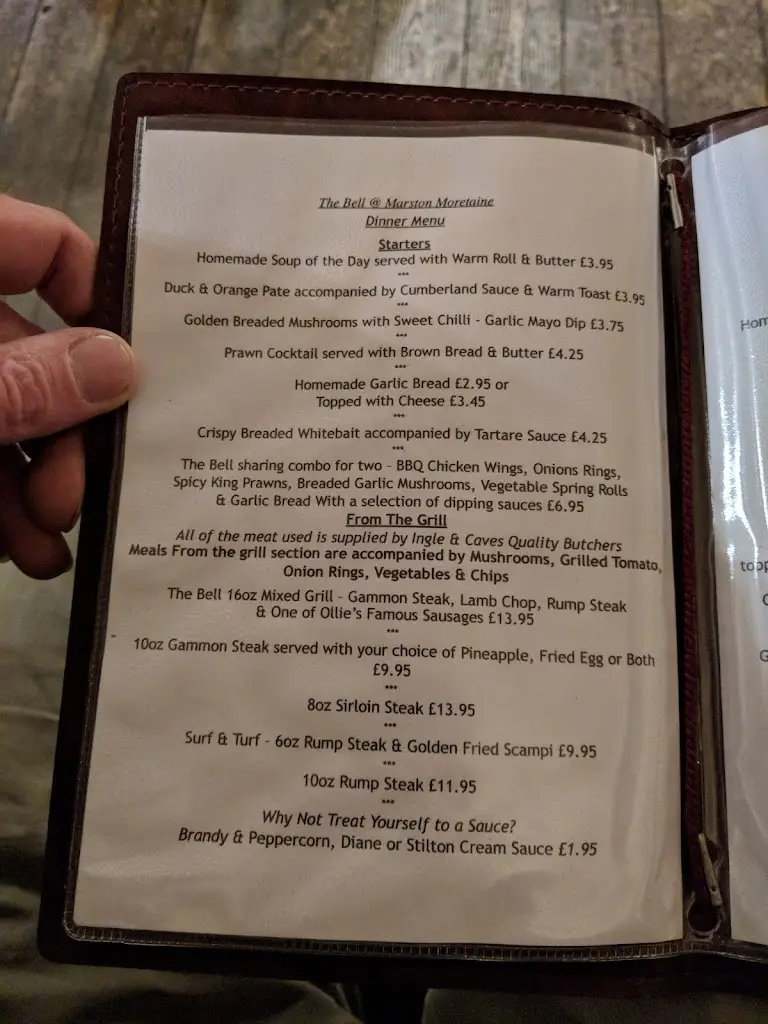 The Bell @ Marston Moretaine
Dinner Menu
Starters
Homemade Soup of the Day served with Warm Roll & Butter £3.95
***
Duck & Orange Pate accompanied by Cumberland Sauce & Warm Toast £3.95
***
Golden Breaded Mushrooms with Sweet Chilli - Garlic Mayo Dip £3.75
***
Prawn Cocktail served with Brown Bread & Butter £4.25
***
Homemade Garlic Bread £2.95 or
Topped with Cheese £3.45
***
Crispy Breaded Whitebait accompanied by Tartare Sauce £4.25
***
The Bell sharing combo for two – BBQ Chicken Wings, Onions Rings,
Spicy King Prawns, Breaded Garlic Mushrooms, Vegetable Spring Rolls
& Garlic Bread With a selection of dipping sauces £6.95
From The Grill
All of the meat used is supplied by Ingle & Caves Quality Butchers
Meals From the grill section are accompanied by Mushrooms, Grilled Tomato,
Onion Rings, Vegetables & Chips
The Bell 16oz Mixed Grill – Gammon Steak, Lamb Chop, Rump Steak
& One of Ollie's Famous Sausages £13.95
***
10oz Gammon Steak served with your choice of Pineapple, Fried Egg or Both
£9.95
***
8oz Sirloin Steak £13.95
***
Surf & Turf – 6oz Rump Steak & Golden Fried Scampi £9.95
***
10oz Rump Steak £11.95
***
Why Not Treat Yourself to a Sauce?
Brandy & Peppercorn, Diane or Stilton Cream Sauce £1.95